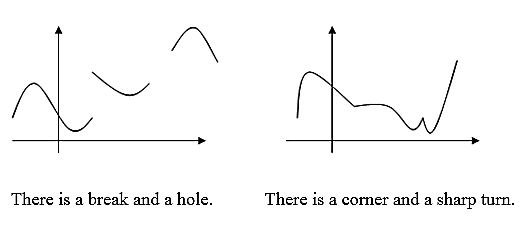 There is a break and a hole.
There is a corner and a sharp turn.